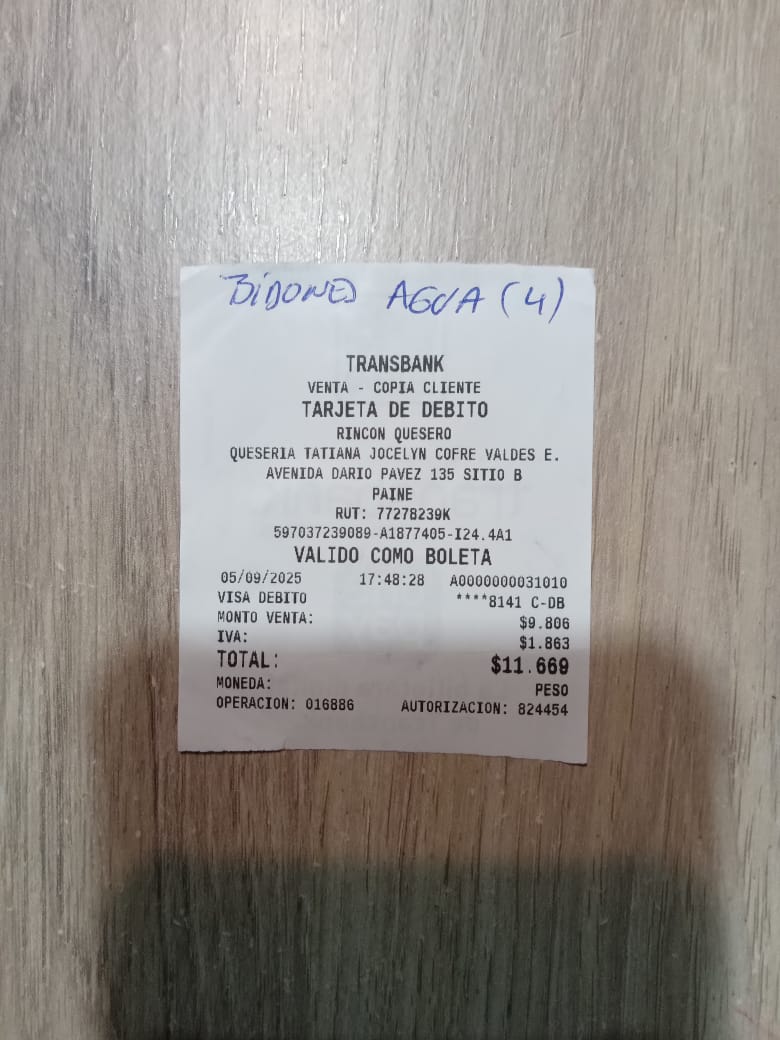 BIDONES AGUA (4)
TRANSBANK
VENTA - COPIA CLIENTE
TARJETA DE DEBITO
RINCON QUESERO
QUESERIA TATIANA JOCELYN COFRE VALDES E.
AVENIDA DARIO PAVEZ 135 SITIO B
PAINE
RUT: 77278239K
597037239089-A1877405-I24.4A1
VALIDO COMO BOLETA
05/09/2025 17:48:28 A0000000031010
VISA DEBITO ****8141 C-DB
MONTO VENTA: $9.806
IVA: $1.863
TOTAL: $11.669
MONEDA: PESO
OPERACION: 016886 AUTORIZACION: 824454